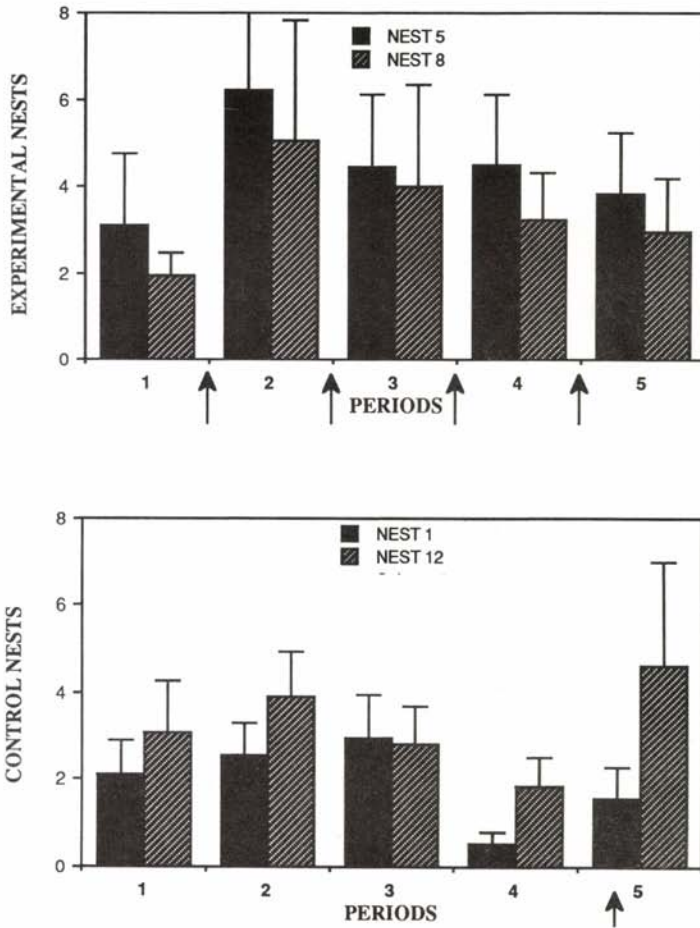 EXPERIMENTAL NESTS
8
6
4
2
0
NEST 5
NEST 8
1 2 3 4 5
PERIODS
CONTROL NESTS
8
6
4
2
0
NEST 1
NEST 12
1 2 3 4 5
PERIODS